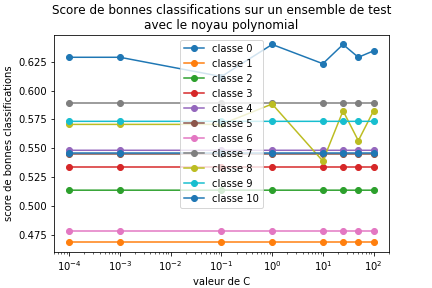 Score de bonnes classifications sur un ensemble de test
avec le noyau polynomial
score de bonnes classifications
0.625
0.600
0.575
0.550
0.525
0.500
0.475
classe 0
classe 1
classe 2
classe 3
classe 4
classe 5
classe 6
classe 7
classe 8
classe 9
classe 10
10⁻⁴
10⁻³
10⁻²
10⁻¹
10⁰
10¹
10²
valeur de C